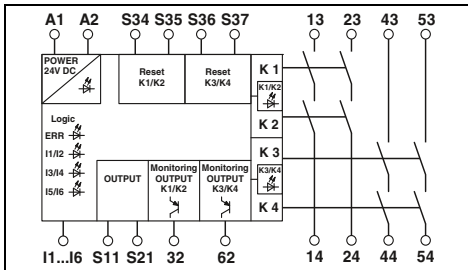 A1 A2 S34 S35 S36 S37 13 23 43 53
POWER
24V DC
Reset
K1/K2
Reset
K3/K4
K 1
K1/K2
K 2
Logic
ERR
I1/I2
I3/I4
I5/I6
K 3
K3/K4
K 4
OUTPUT
Monitoring
OUTPUT
K1/K2
Monitoring
OUTPUT
K3/K4
I1...I6 S11 S21 32 62 14 24 44 54